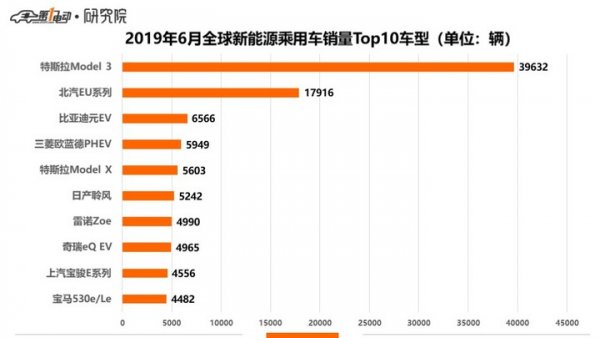 第1电动·研究院
2019年6月全球新能源乘用车销量Top10车型（单位：辆）
特斯拉Model 3 39632
北汽EU系列 17916
比亚迪元EV 6566
三菱欧蓝德PHEV 5949
特斯拉Model X 5603
日产聆风 5242
雷诺Zoe 4990
奇瑞eQ EV 4965
上汽宝骏E系列 4556
宝马530e/Le 4482
0 5000 10000 15000 20000 25000 30000 35000 40000 45000